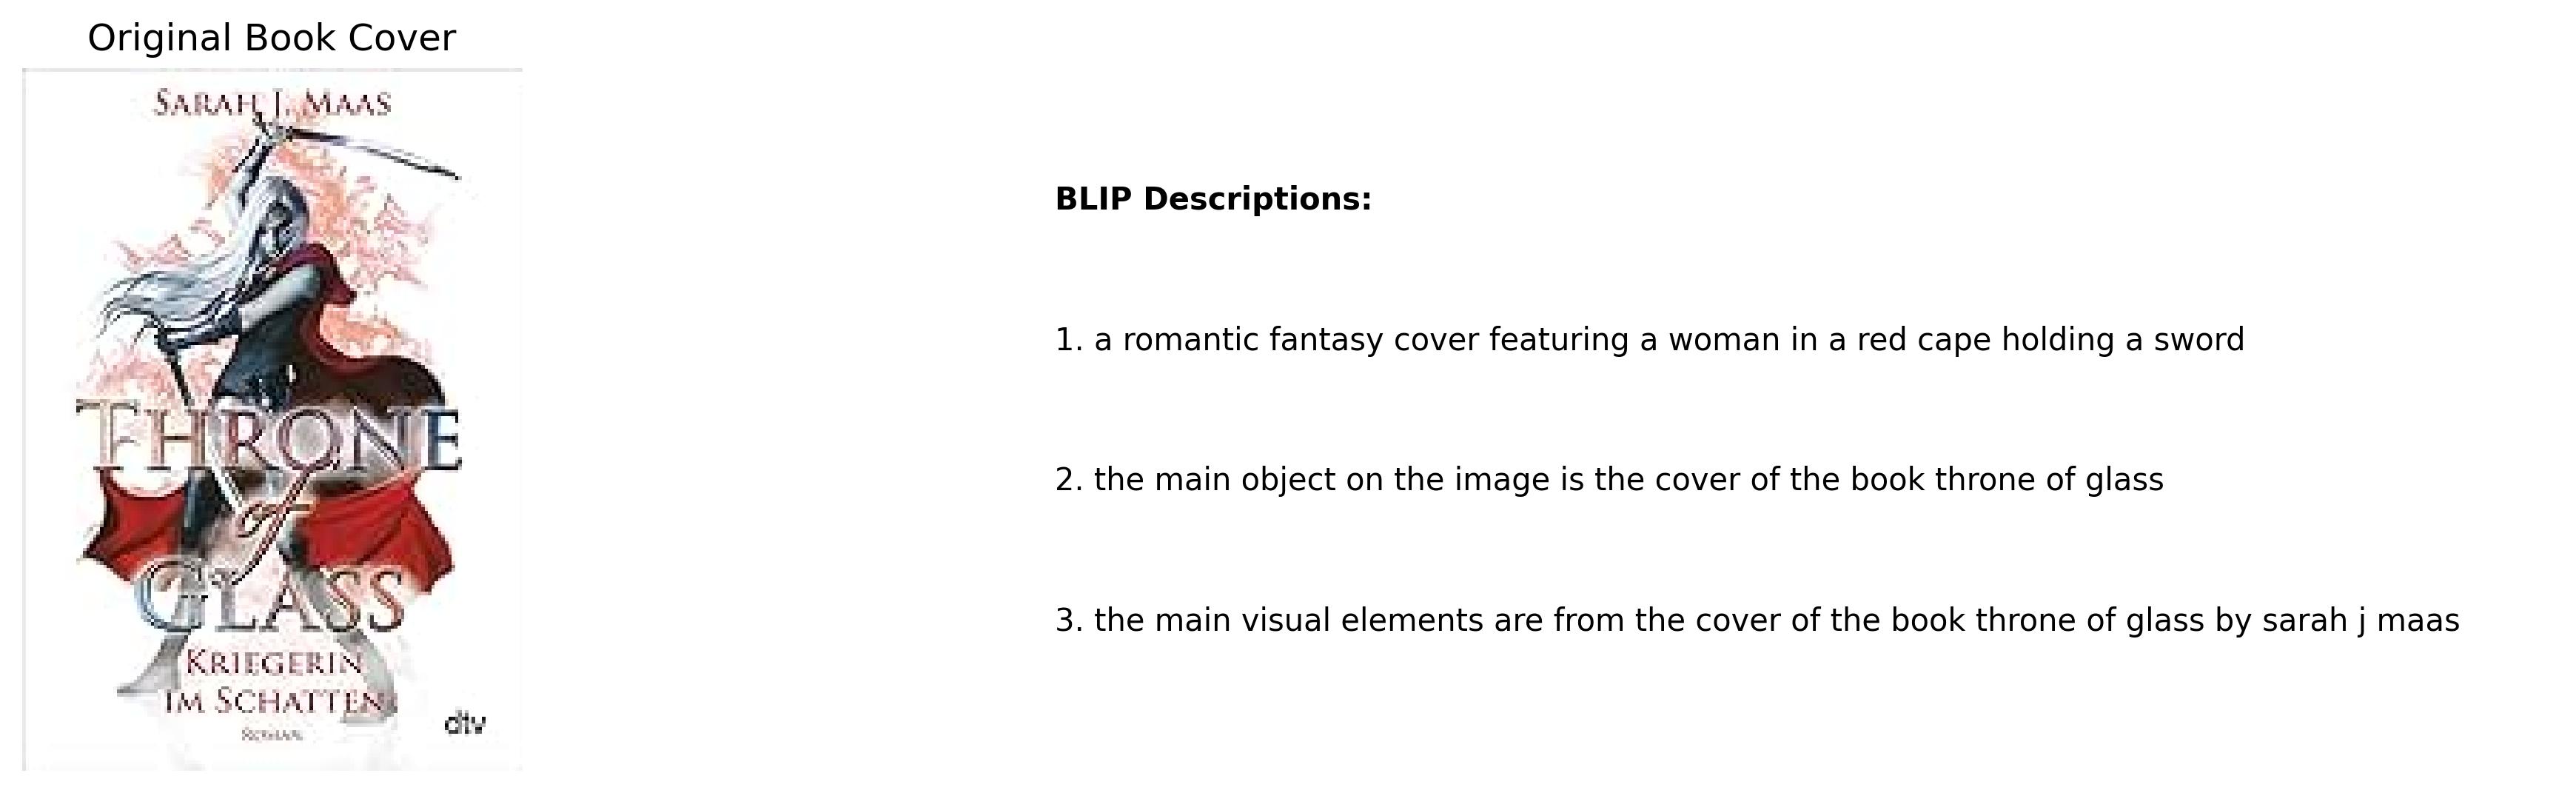 Original Book Cover
SARAH J. MAAS
THRONE
of
GLASS
KRIEGERIN
IM SCHATTEN
ROMAN
dtv
BLIP Descriptions:
1. a romantic fantasy cover featuring a woman in a red cape holding a sword
2. the main object on the image is the cover of the book throne of glass
3. the main visual elements are from the cover of the book throne of glass by sarah j maas